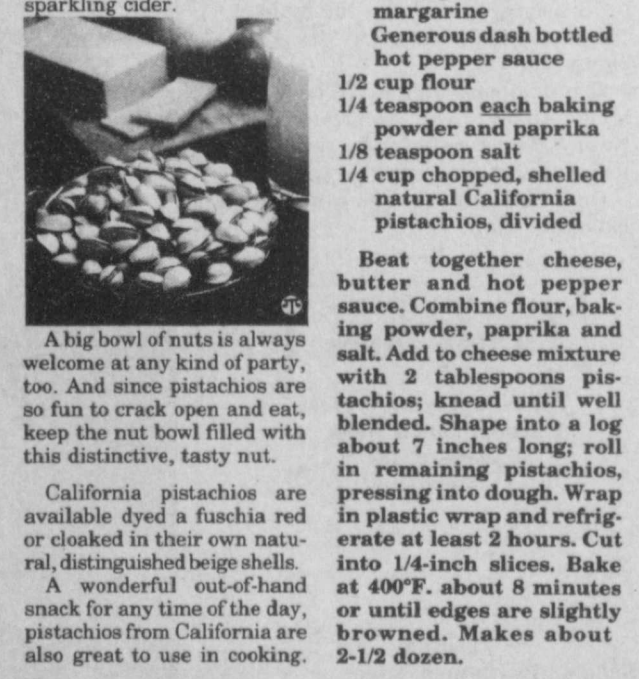 sparkling cider.
A big bowl of nuts is always
welcome at any kind of party,
too. And since pistachios are
so fun to crack open and eat,
keep the nut bowl filled with
this distinctive, tasty nut.
California pistachios are
available dyed a fuschia red
or cloaked in their own natu-
ral, distinguished beige shells.
A wonderful out-of-hand
snack for any time of the day,
pistachios from California are
also great to use in cooking.
margarine
Generous dash bottled
hot pepper sauce
1/2 cup flour
1/4 teaspoon each baking
powder and paprika
1/8 teaspoon salt
1/4 cup chopped, shelled
natural California
pistachios, divided
Beat together cheese,
butter and hot pepper
sauce. Combine flour, bak-
ing powder, paprika and
salt. Add to cheese mixture
with 2 tablespoons pis-
tachios; knead until well
blended. Shape into a log
about 7 inches long; roll
in remaining pistachios,
pressing into dough. Wrap
in plastic wrap and refrig-
erate at least 2 hours. Cut
into 1/4-inch slices. Bake
at 400°F. about 8 minutes
or until edges are slightly
browned. Makes about
2-1/2 dozen.